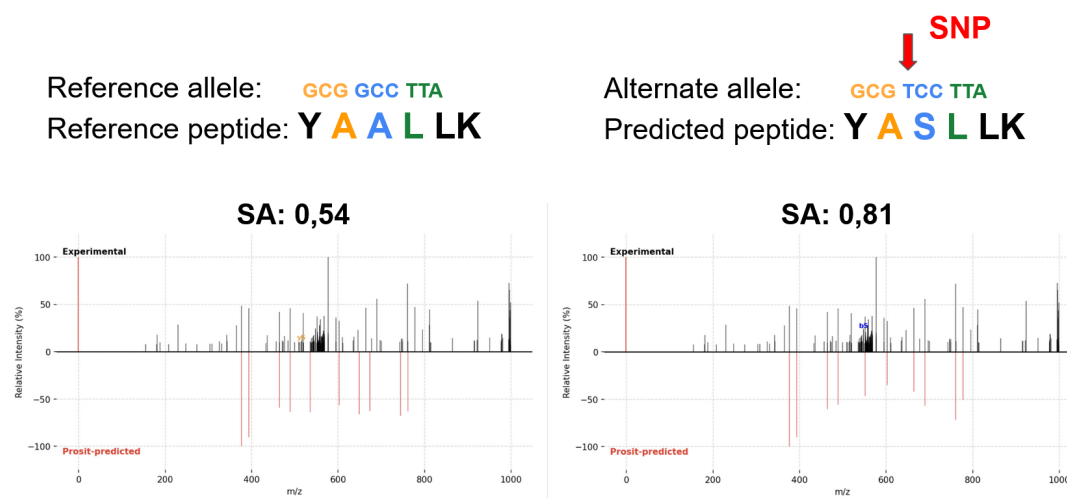 SNP
Reference allele: GCG GCC TTA
Reference peptide: Y A A L LK
Alternate allele: GCG TCC TTA
Predicted peptide: Y A S L LK
SA: 0,54
Experimental
100
50
0
−50
−100
Relative Intensity (%)
Prosit-predicted
0 200 400 600 800 1000
m/z
SA: 0,81
Experimental
100
50
0
−50
−100
Relative Intensity (%)
b5
Prosit-predicted
0 200 400 600 800 1000
m/z